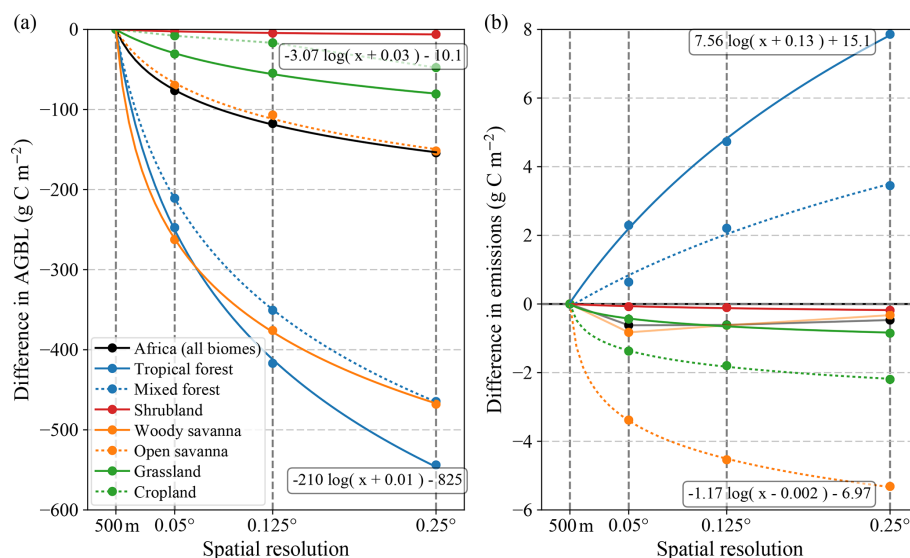 (a)
Difference in AGBL (g C m⁻²)
0
−100
−200
−300
−400
−500
−600
-3.07 log( x + 0.03 ) - 10.1
Africa (all biomes)
Tropical forest
Mixed forest
Shrubland
Woody savanna
Open savanna
Grassland
Cropland
-210 log( x + 0.01 ) - 825
500 m 0.05° 0.125° 0.25°
Spatial resolution
(b)
Difference in emissions (g C m⁻²)
8
6
4
2
0
−2
−4
−6
7.56 log( x + 0.13 ) + 15.1
-1.17 log( x - 0.002 ) - 6.97
500 m 0.05° 0.125° 0.25°
Spatial resolution